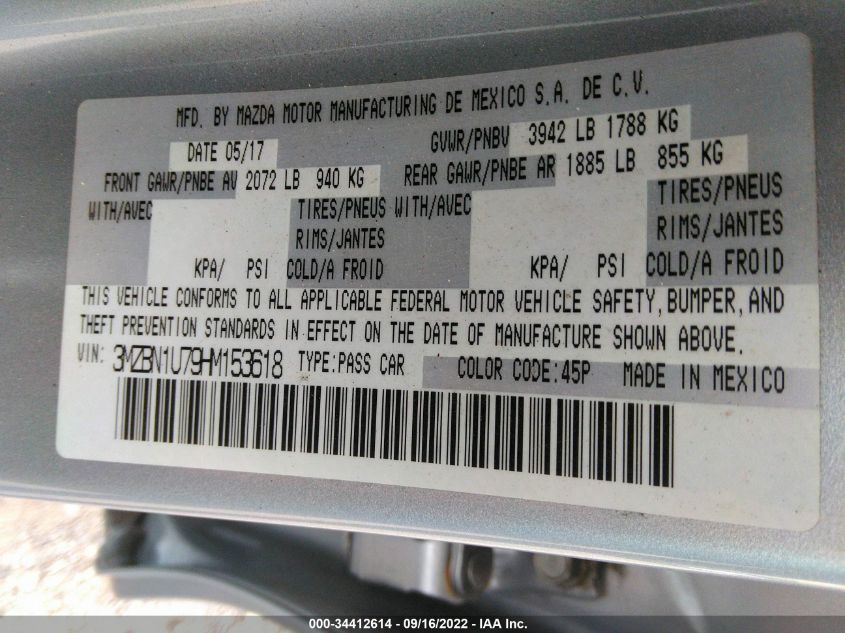 MFD. BY MAZDA MOTOR MANUFACTURING DE MEXICO S.A. DE C.V.
DATE 05/17 GVWR/PNBV 3942 LB 1788 KG
FRONT GAWR/PNBE AV 2072 LB 940 KG REAR GAWR/PNBE AR 1885 LB 855 KG
WITH/AVEC TIRES/PNEUS WITH/AVEC TIRES/PNEUS
RIMS/JANTES RIMS/JANTES
KPA/ PSI COLD/A FROID KPA/ PSI COLD/A FROID
THIS VEHICLE CONFORMS TO ALL APPLICABLE FEDERAL MOTOR VEHICLE SAFETY, BUMPER, AND
THEFT PREVENTION STANDARDS IN EFFECT ON THE DATE OF MANUFACTURE SHOWN ABOVE.
VIN: 3MZBN1U79HM153618 TYPE:PASS CAR COLOR CODE:45P MADE IN MEXICO
000-34412614 - 09/16/2022 - IAA Inc.